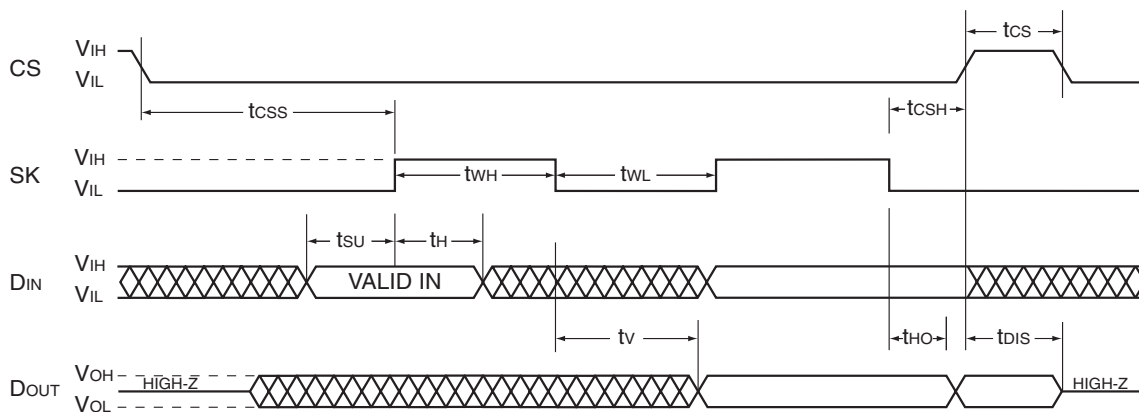 VIH
tCS
CS
VIL
tCSS
tCSH
VIH
SK
tWH
tWL
VIL
tSU
tH
VIH
DIN
VALID IN
VIL
tV
tHO
tDIS
VOH
DOUT
HIGH-Z
HIGH-Z
VOL